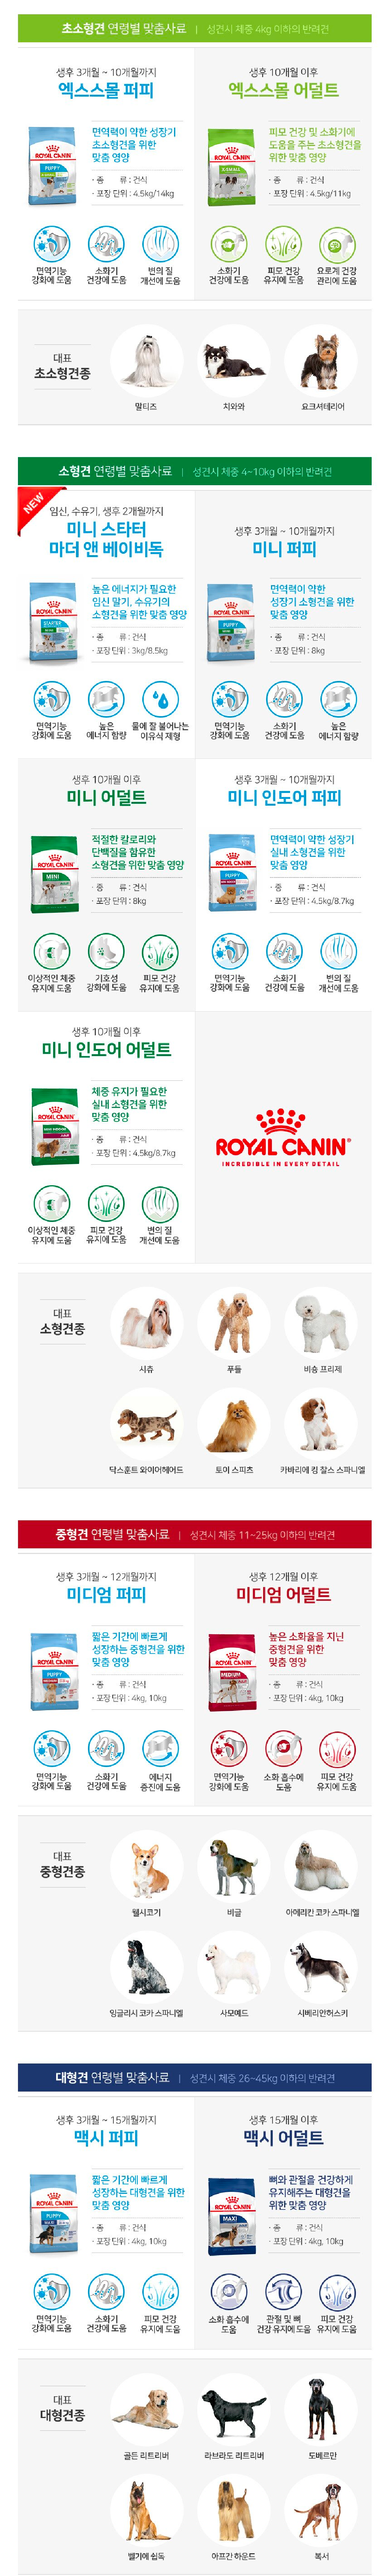 초소형견 연령별 맞춤사료 | 성견시 체중 4kg 이하의 반려견
생후 3개월 ~ 10개월까지
엑스스몰 퍼피
ROYAL CANIN
PUPPY
면역력이 약한 성장기
초소형견을 위한
맞춤 영양
· 종 류 : 건식
· 포장 단위 : 4.5kg/14kg
면역기능
강화에 도움
소화기
건강에 도움
변의 질
개선에 도움
생후 10개월 이후
엑스스몰 어덜트
ROYAL CANIN
X-SMALL
피모 건강 및 소화기에
도움을 주는 초소형견을
위한 맞춤 영양
· 종 류 : 건식
· 포장 단위 : 4.5kg/11kg
소화기
건강에 도움
피모 건강
유지에 도움
요로계 건강
관리에 도움
대표
초소형견종
말티즈
치와와
요크셔테리어
소형견 연령별 맞춤사료 | 성견시 체중 4~10kg 이하의 반려견
NEW
임신, 수유기, 생후 2개월까지
미니 스타터
마더 앤 베이비독
ROYAL CANIN
STARTER
높은 에너지가 필요한
임신 말기, 수유기의
소형견을 위한 맞춤 영양
· 종 류 : 건식
· 포장 단위 : 3kg/8.5kg
면역기능
강화에 도움
높은
에너지 함량
물에 잘 불어나는
이유식 제형
생후 3개월 ~ 10개월까지
미니 퍼피
ROYAL CANIN
PUPPY
면역력이 약한
성장기 소형견을 위한
맞춤 영양
· 종 류 : 건식
· 포장 단위 : 8kg
면역기능
강화에 도움
소화기
건강에 도움
높은
에너지 함량
생후 10개월 이후
미니 어덜트
ROYAL CANIN
MINI
적절한 칼로리와
단백질을 함유한
소형견을 위한 맞춤 영양
· 종 류 : 건식
· 포장 단위 : 8kg
이상적인 체중
유지에 도움
기호성
강화에 도움
피모 건강
유지에 도움
생후 3개월 ~ 10개월까지
미니 인도어 퍼피
ROYAL CANIN
PUPPY
면역력이 약한 성장기
실내 소형견을 위한
맞춤 영양
· 종 류 : 건식
· 포장 단위 : 4.5kg/8.7kg
면역기능
강화에 도움
소화기
건강에 도움
변의 질
개선에 도움
생후 10개월 이후
미니 인도어 어덜트
ROYAL CANIN
체중 유지가 필요한
실내 소형견을 위한
맞춤 영양
· 종 류 : 건식
· 포장 단위 : 4.5kg/8.7kg
이상적인 체중
유지에 도움
피모 건강
유지에 도움
변의 질
개선에 도움
ROYAL CANIN®
INCREDIBLE IN EVERY DETAIL
대표
소형견종
시츄
푸들
비숑 프리제
닥스훈트 와이어헤어드
토이 스피츠
카바리에 킹 찰스 스파니엘
중형견 연령별 맞춤사료 | 성견시 체중 11~25kg 이하의 반려견
생후 3개월 ~ 12개월까지
미디엄 퍼피
ROYAL CANIN
PUPPY
짧은 기간에 빠르게
성장하는 중형견을 위한
맞춤 영양
· 종 류 : 건식
· 포장 단위 : 4kg, 10kg
면역기능
강화에 도움
소화기
건강에 도움
에너지
증진에 도움
생후 12개월 이후
미디엄 어덜트
ROYAL CANIN
MEDIUM
높은 소화율을 지닌
중형견을 위한
맞춤 영양
· 종 류 : 건식
· 포장 단위 : 4kg, 10kg
면역기능
강화에 도움
소화 흡수에
도움
피모 건강
유지에 도움
대표
중형견종
웰시코기
비글
아메리칸 코카 스파니엘
잉글리시 코카 스파니엘
사모예드
시베리안허스키
대형견 연령별 맞춤사료 | 성견시 체중 26~45kg 이하의 반려견
생후 3개월 ~ 15개월까지
맥시 퍼피
ROYAL CANIN
PUPPY
MAXI
짧은 기간에 빠르게
성장하는 대형견을 위한
맞춤 영양
· 종 류 : 건식
· 포장 단위 : 4kg, 10kg
면역기능
강화에 도움
소화기
건강에 도움
피모 건강
유지에 도움
생후 15개월 이후
맥시 어덜트
ROYAL CANIN
MAXI
뼈와 관절을 건강하게
유지해주는 대형견을
위한 맞춤 영양
· 종 류 : 건식
· 포장 단위 : 4kg, 10kg
소화 흡수에
도움
관절 및 뼈
건강 유지에 도움
피모 건강
유지에 도움
대표
대형견종
골든 리트리버
라브라도 리트리버
도베르만
벨기에 쉽독
아프간 하운드
복서